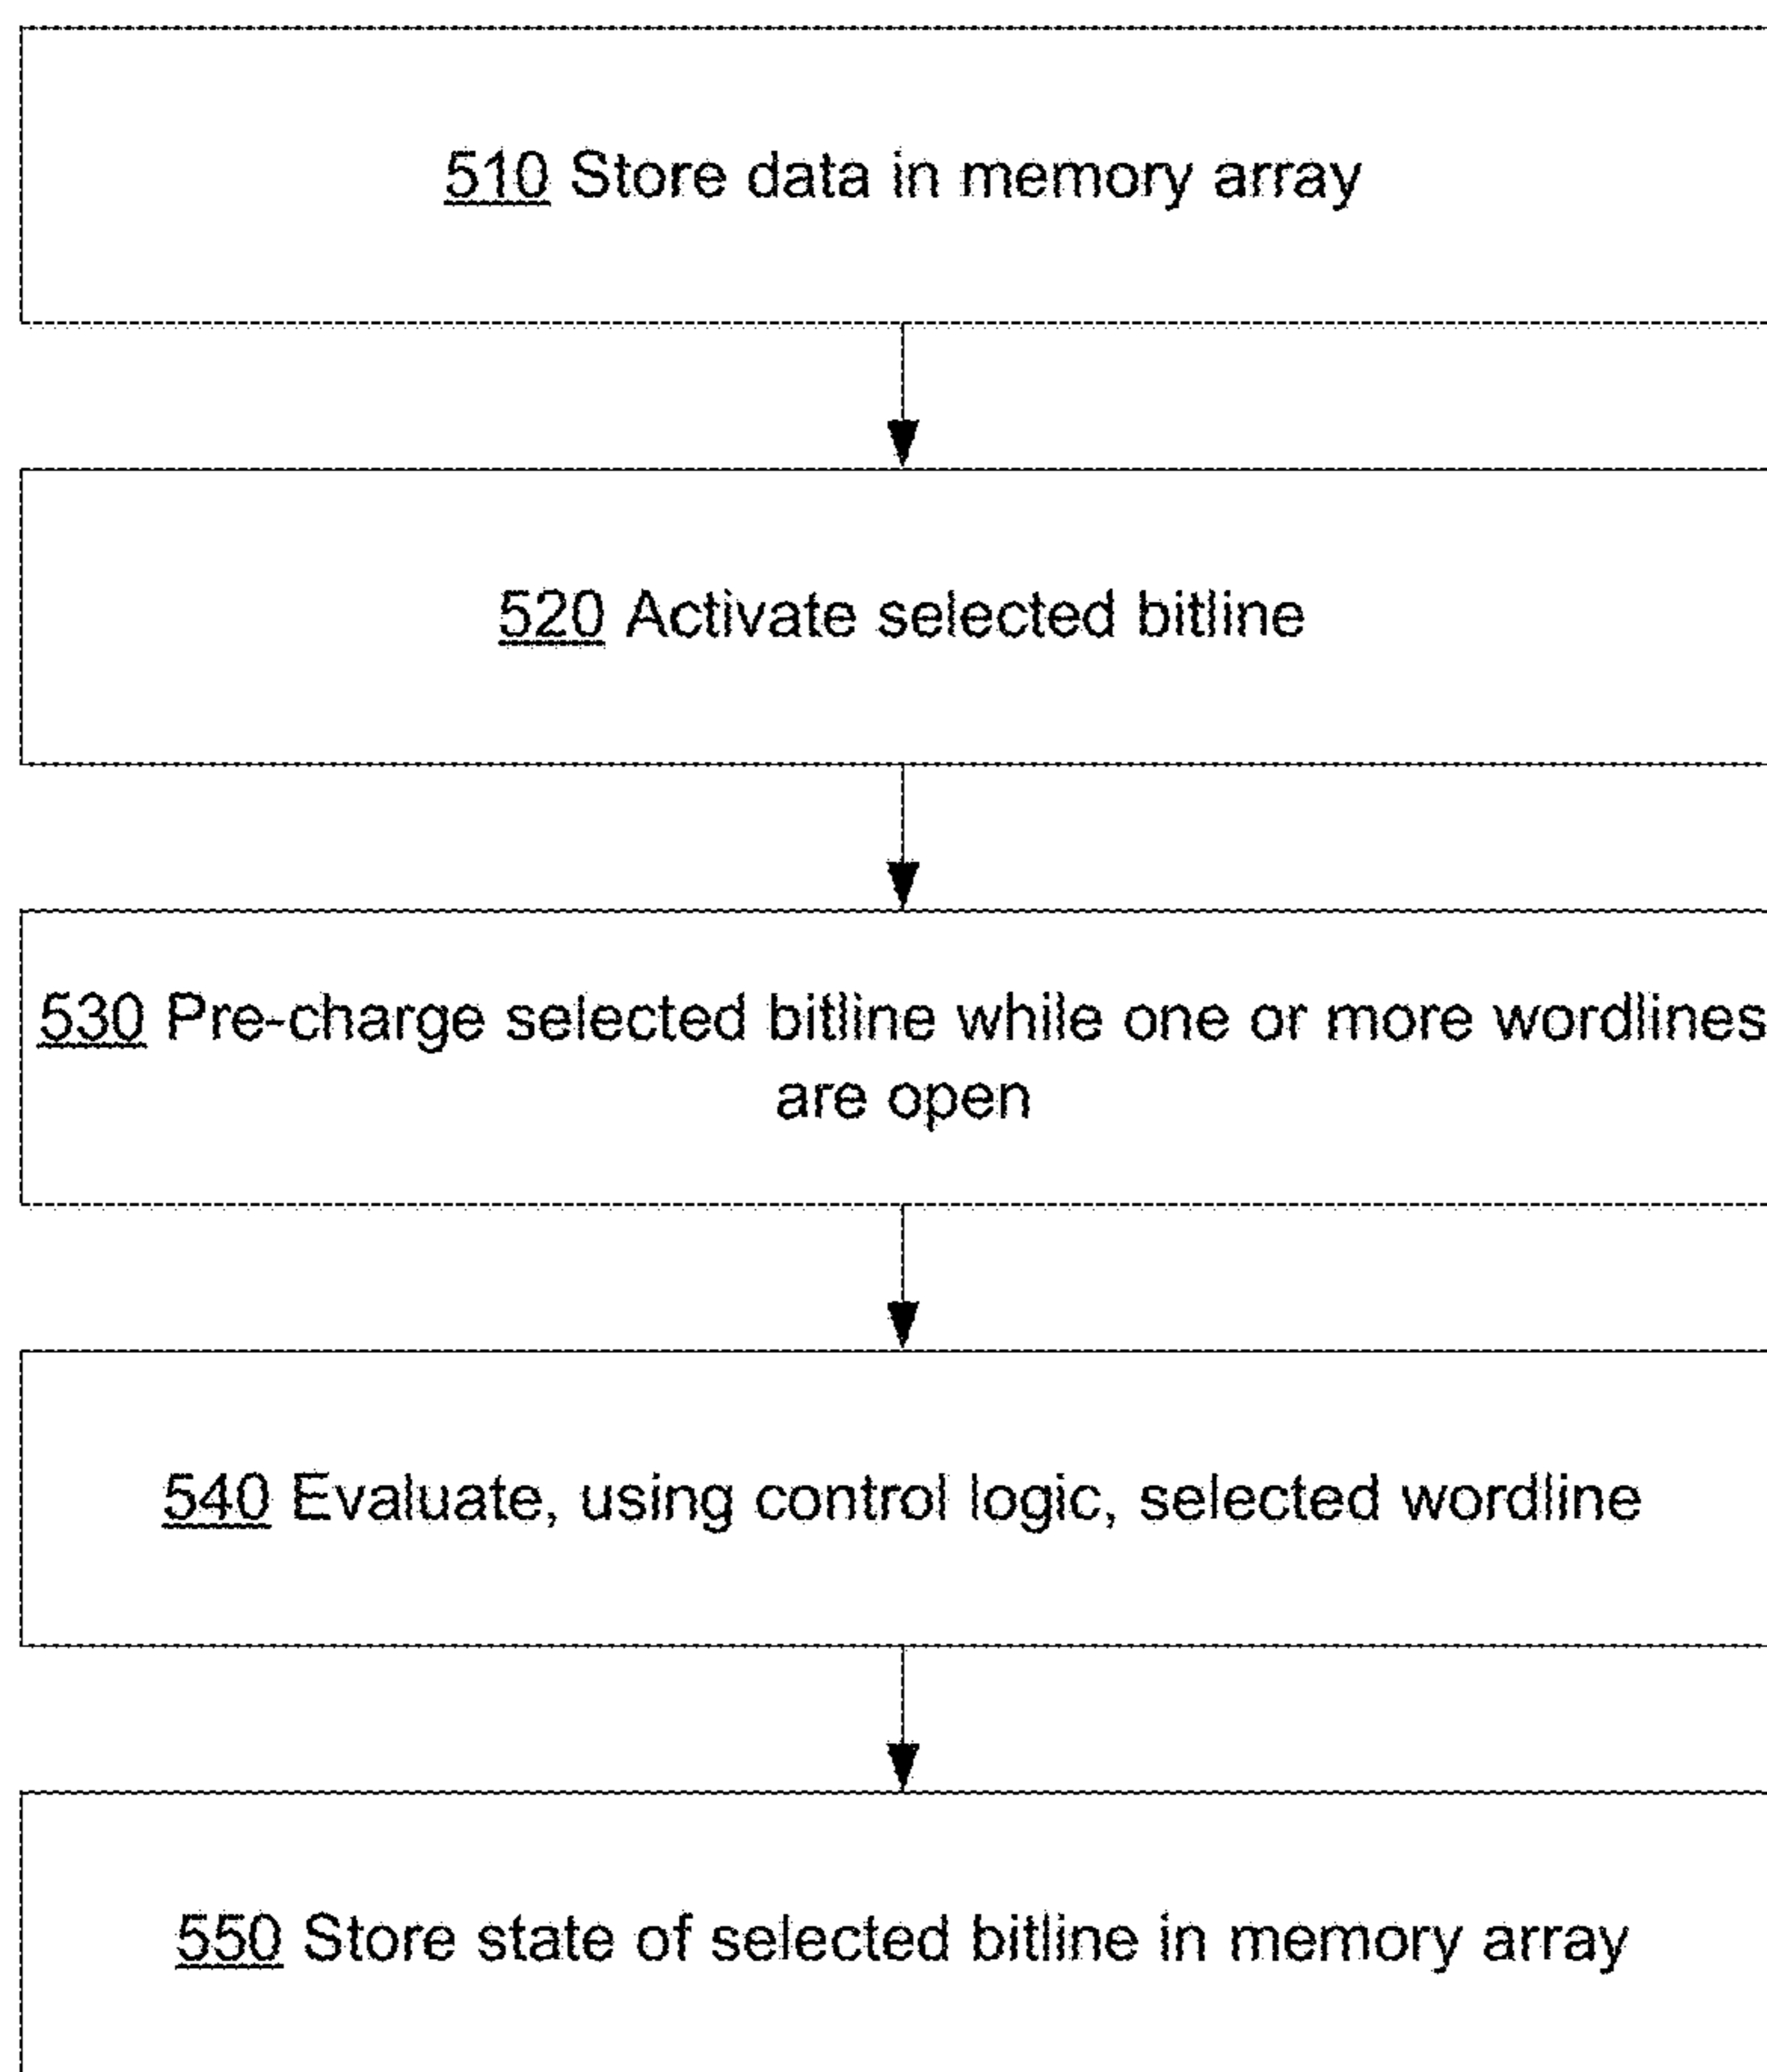 510 Store data in memory array
520 Activate selected bitline
530 Pre-charge selected bitline while one or more wordlines
are open
540 Evaluate, using control logic, selected wordline
550 Store state of selected bitline in memory array